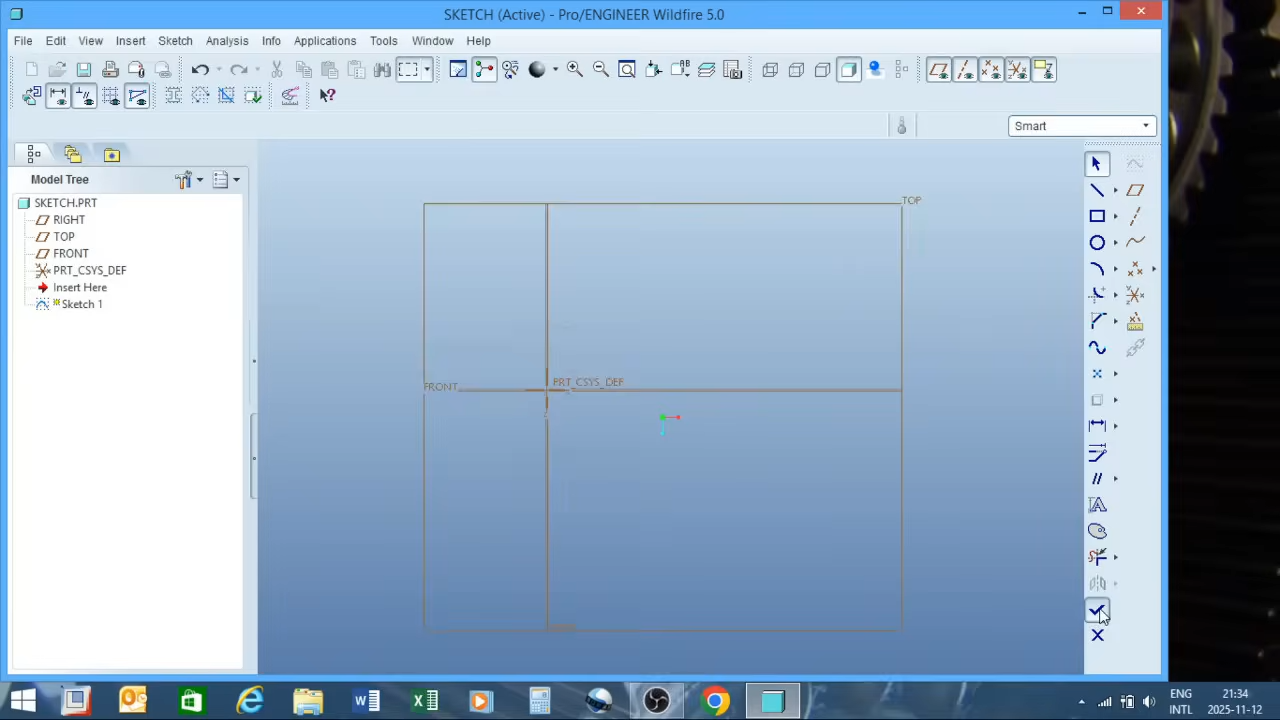 SKETCH (Active) - Pro/ENGINEER Wildfire 5.0
File Edit View Insert Sketch Analysis Info Applications Tools Window Help
Smart
Model Tree
SKETCH.PRT
RIGHT
TOP
FRONT
PRT_CSYS_DEF
Insert Here
Sketch 1
TOP
PRT_CSYS_DEF
FRONT
ENG
INTL
21:34
2025-11-12